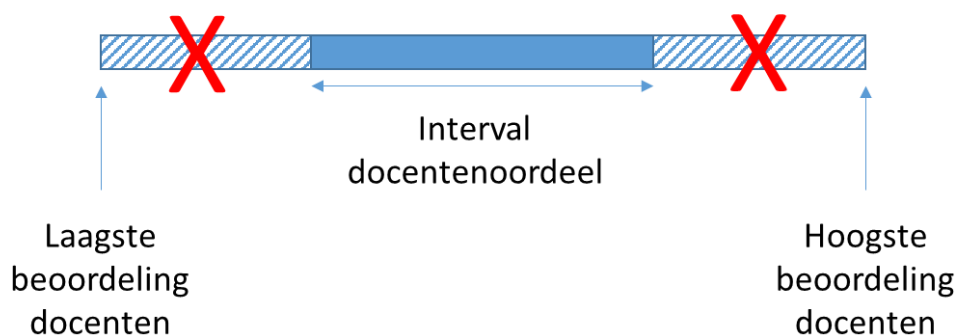 Interval
docentenoordeel
Laagste
beoordeling
docenten
Hoogste
beoordeling
docenten